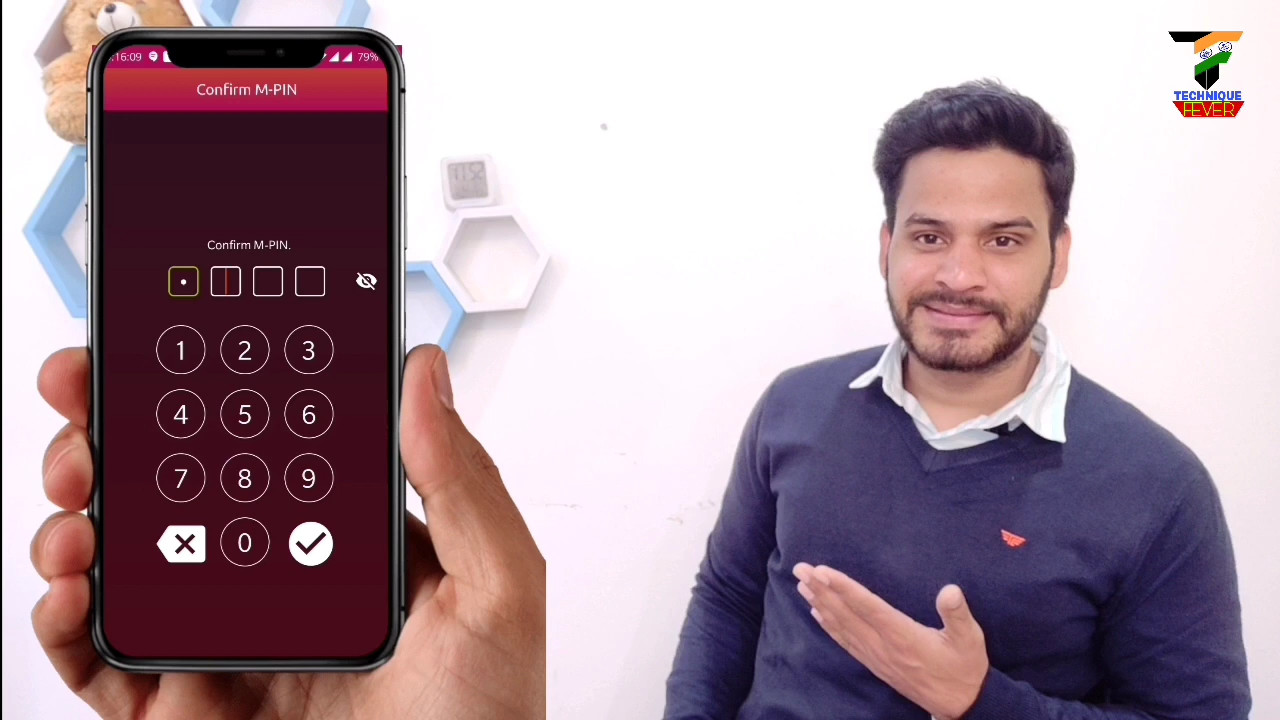 16:09
79%
Confirm M-PIN
Confirm M-PIN.
1 2 3
4 5 6
7 8 9
0
TECHNIQUE
FEVER